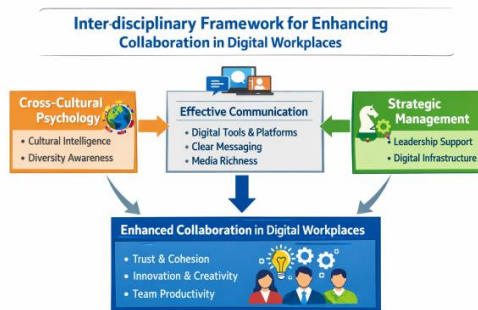 Inter-disciplinary Framework for Enhancing
Collaboration in Digital Workplaces
Cross-Cultural
Psychology
• Cultural Intelligence
• Diversity Awareness
Effective Communication
• Digital Tools & Platforms
• Clear Messaging
• Media Richness
Strategic
Management
• Leadership Support
• Digital Infrastructure
Enhanced Collaboration in Digital Workplaces
• Trust & Cohesion
• Innovation & Creativity
• Team Productivity